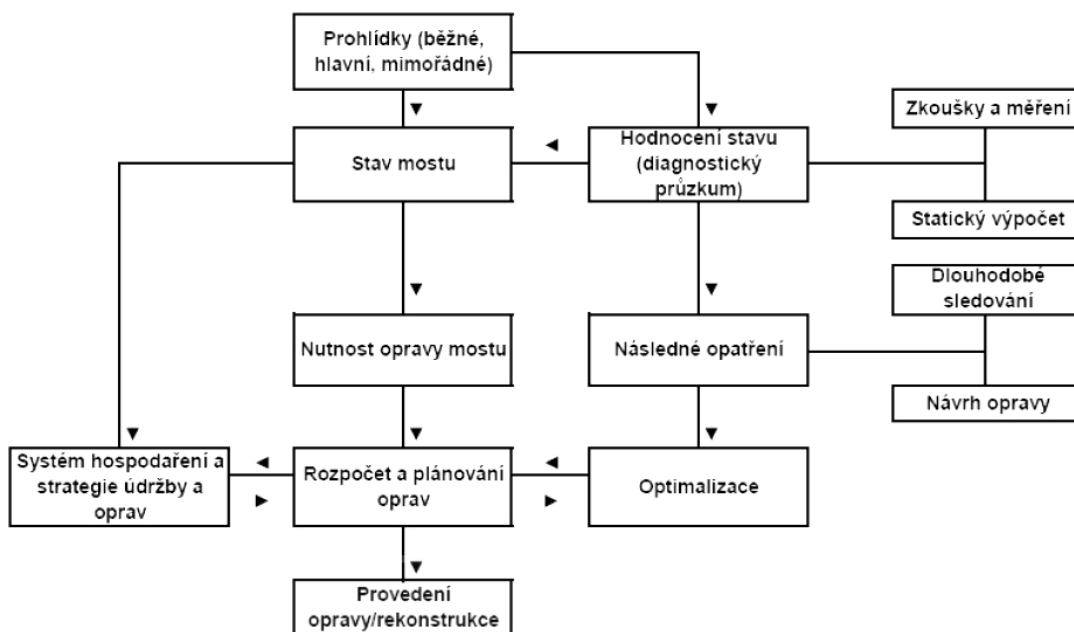 Prohlídky (běžné,
hlavní, mimořádné)
Zkoušky a měření
Stav mostu
Hodnocení stavu
(diagnostický
průzkum)
Statický výpočet
Dlouhodobé
sledování
Nutnost opravy mostu
Následné opatření
Návrh opravy
Systém hospodaření a
strategie údržby a
oprav
Rozpočet a plánování
oprav
Optimalizace
Provedení
opravy/rekonstrukce